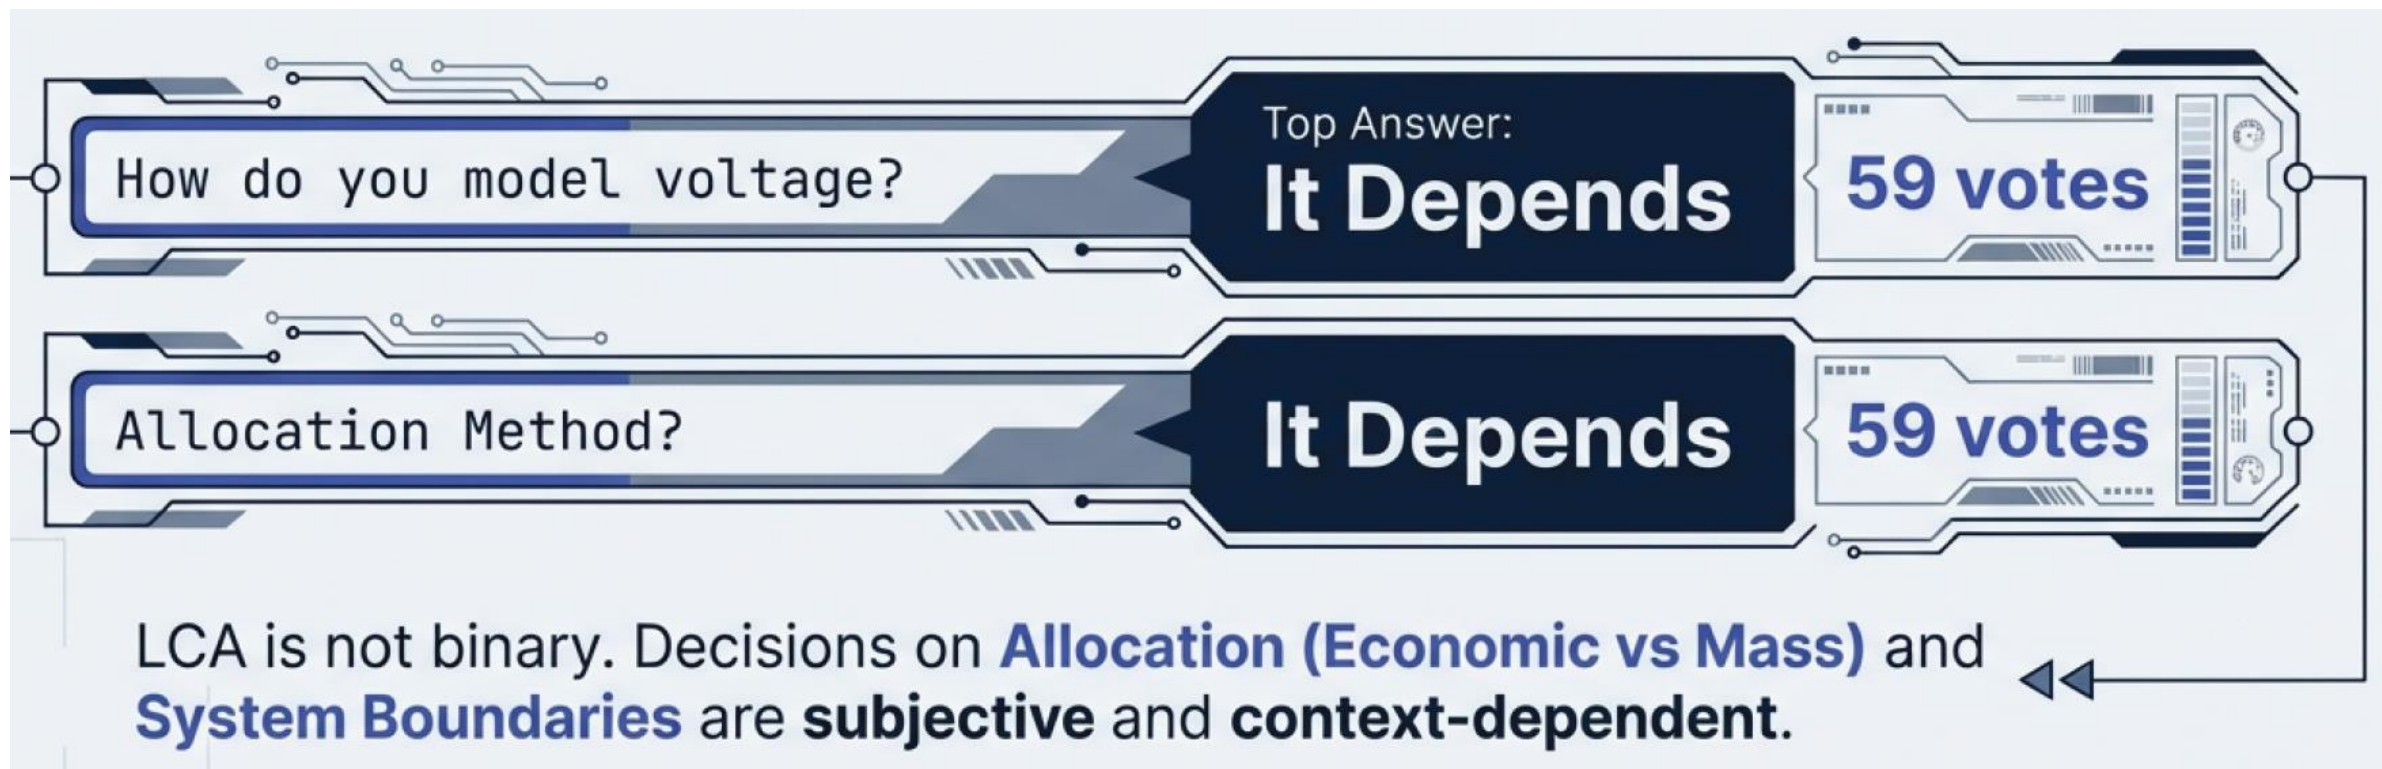 How do you model voltage?
Top Answer:
It Depends
59 votes
Allocation Method?
It Depends
59 votes
LCA is not binary. Decisions on Allocation (Economic vs Mass) and
System Boundaries are subjective and context-dependent.